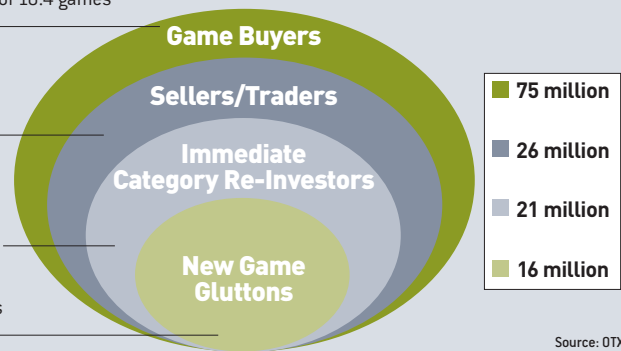 of 18.4 games
Game Buyers
Sellers/Traders
Immediate
Category Re-Investors
New Game
Gluttons
75 million
26 million
21 million
16 million
Source: OTX